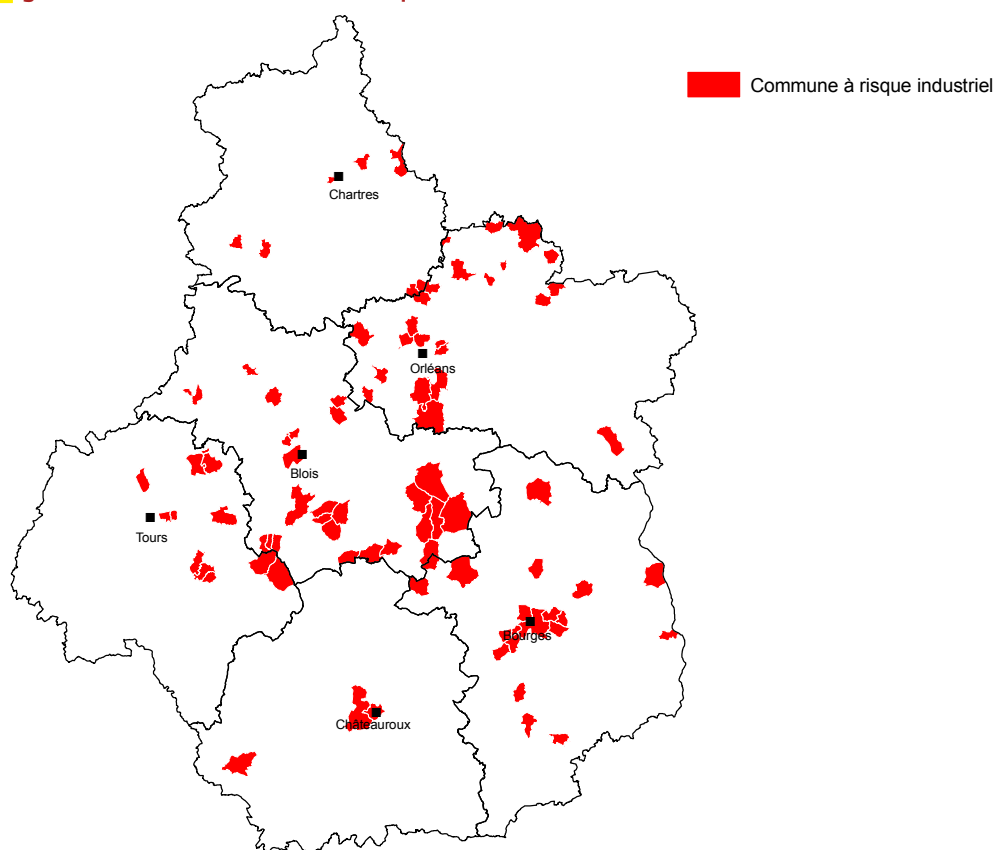 Commune à risque industriel
Chartres
Orléans
Blois
Tours
Bourges
Châteauroux